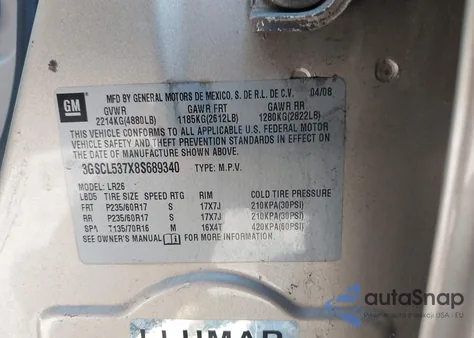 GM
MFD BY GENERAL MOTORS DE MEXICO, S. DE R.L. DE C.V. 04/08
GVWR GAWR FRT GAWR RR
2214KG(4880LB) 1185KG(2612LB) 1280KG(2822LB)
THIS VEHICLE CONFORMS TO ALL APPLICABLE U.S. FEDERAL MOTOR
VEHICLE SAFETY AND THEFT PREVENTION STANDARDS IN EFFECT ON
THE DATE OF MANUFACTURE SHOWN ABOVE.
3GSCL537X8S689340 TYPE: M.P.V.
MODEL: LR26
LBD5 TIRE SIZE SPEED RTG RIM COLD TIRE PRESSURE
FRT P235/60R17 S 17X7J 210KPA(30PSI)
RR P235/60R17 S 17X7J 210KPA(30PSI)
SPA T135/70R16 M 16X4T 420KPA(60PSI)
SEE OWNER'S MANUAL FOR MORE INFORMATION.
LLUMAR
autoSnap